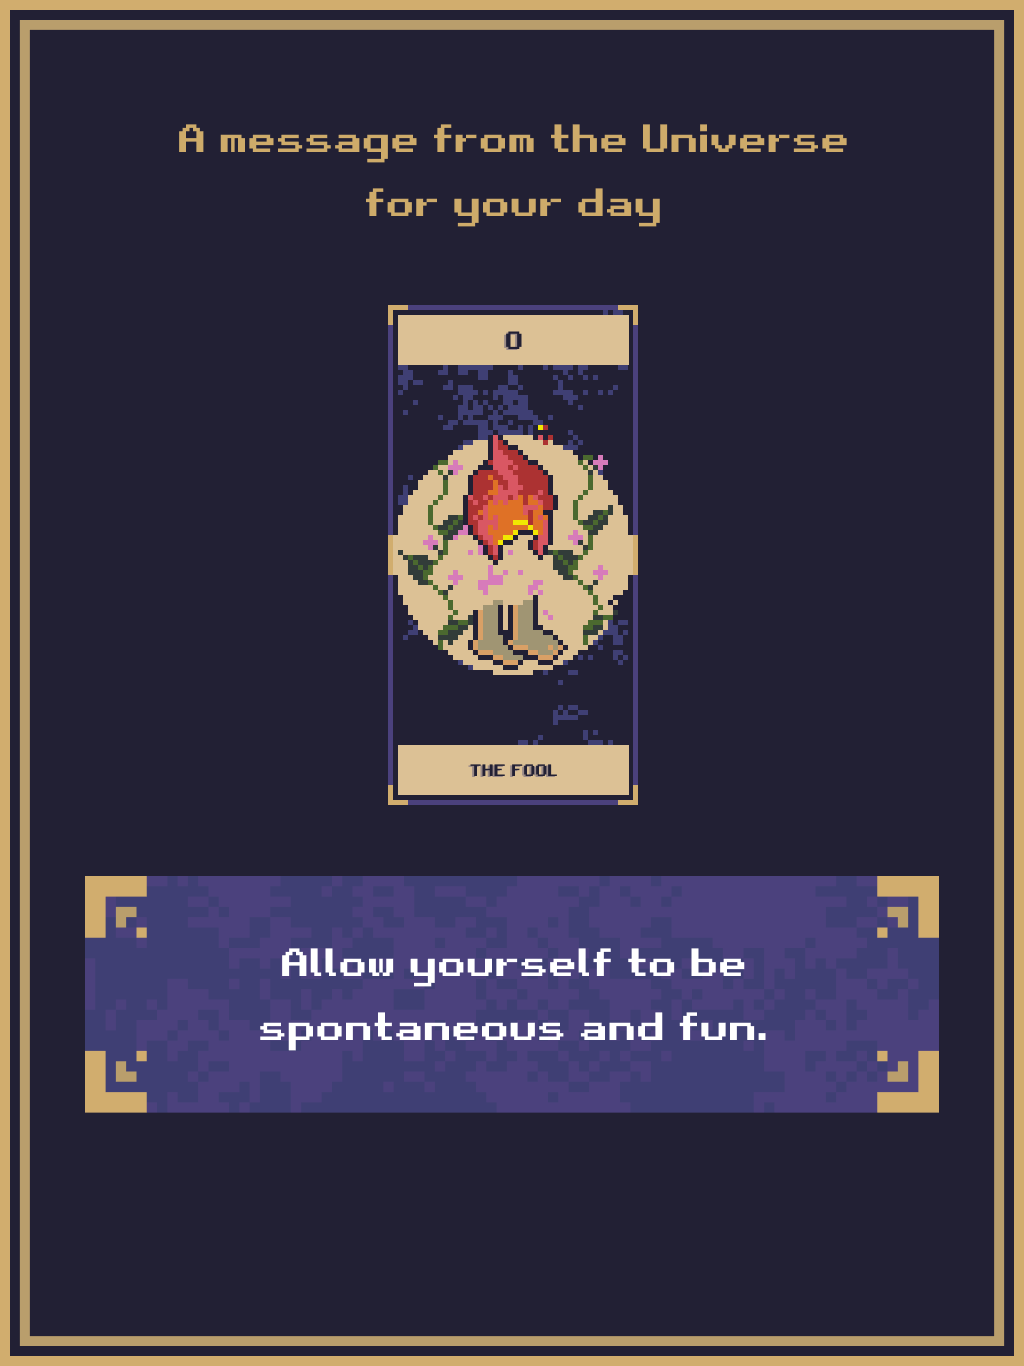 A message from the Universe
for your day
0
THE FOOL
Allow yourself to be
spontaneous and fun.